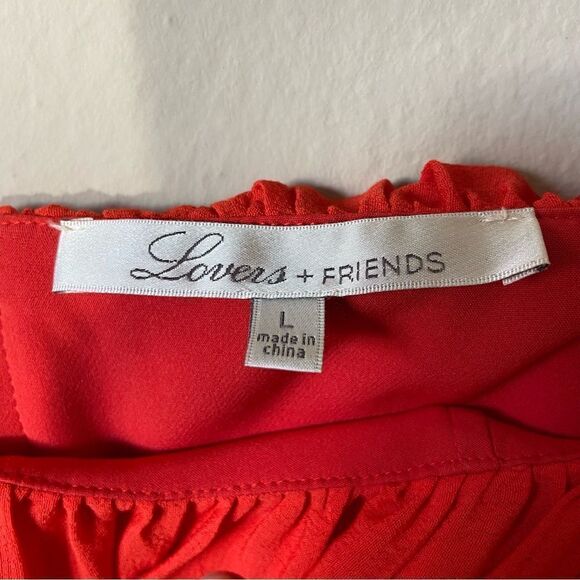 Lovers + FRIENDS
L
made in
china